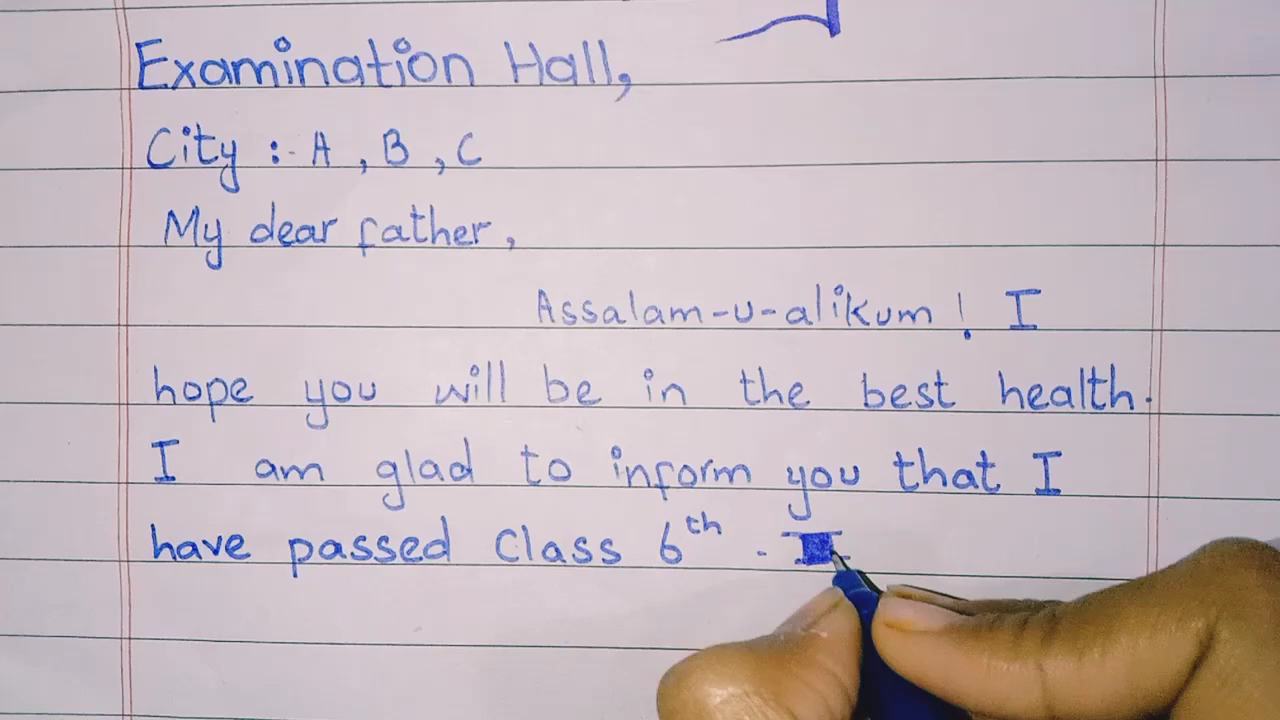 Examination Hall,
City :- A , B , C
My dear father,
Assalam-u-alikum ! I
hope you will be in the best health.
I am glad to inform you that I
have passed Class 6th . I